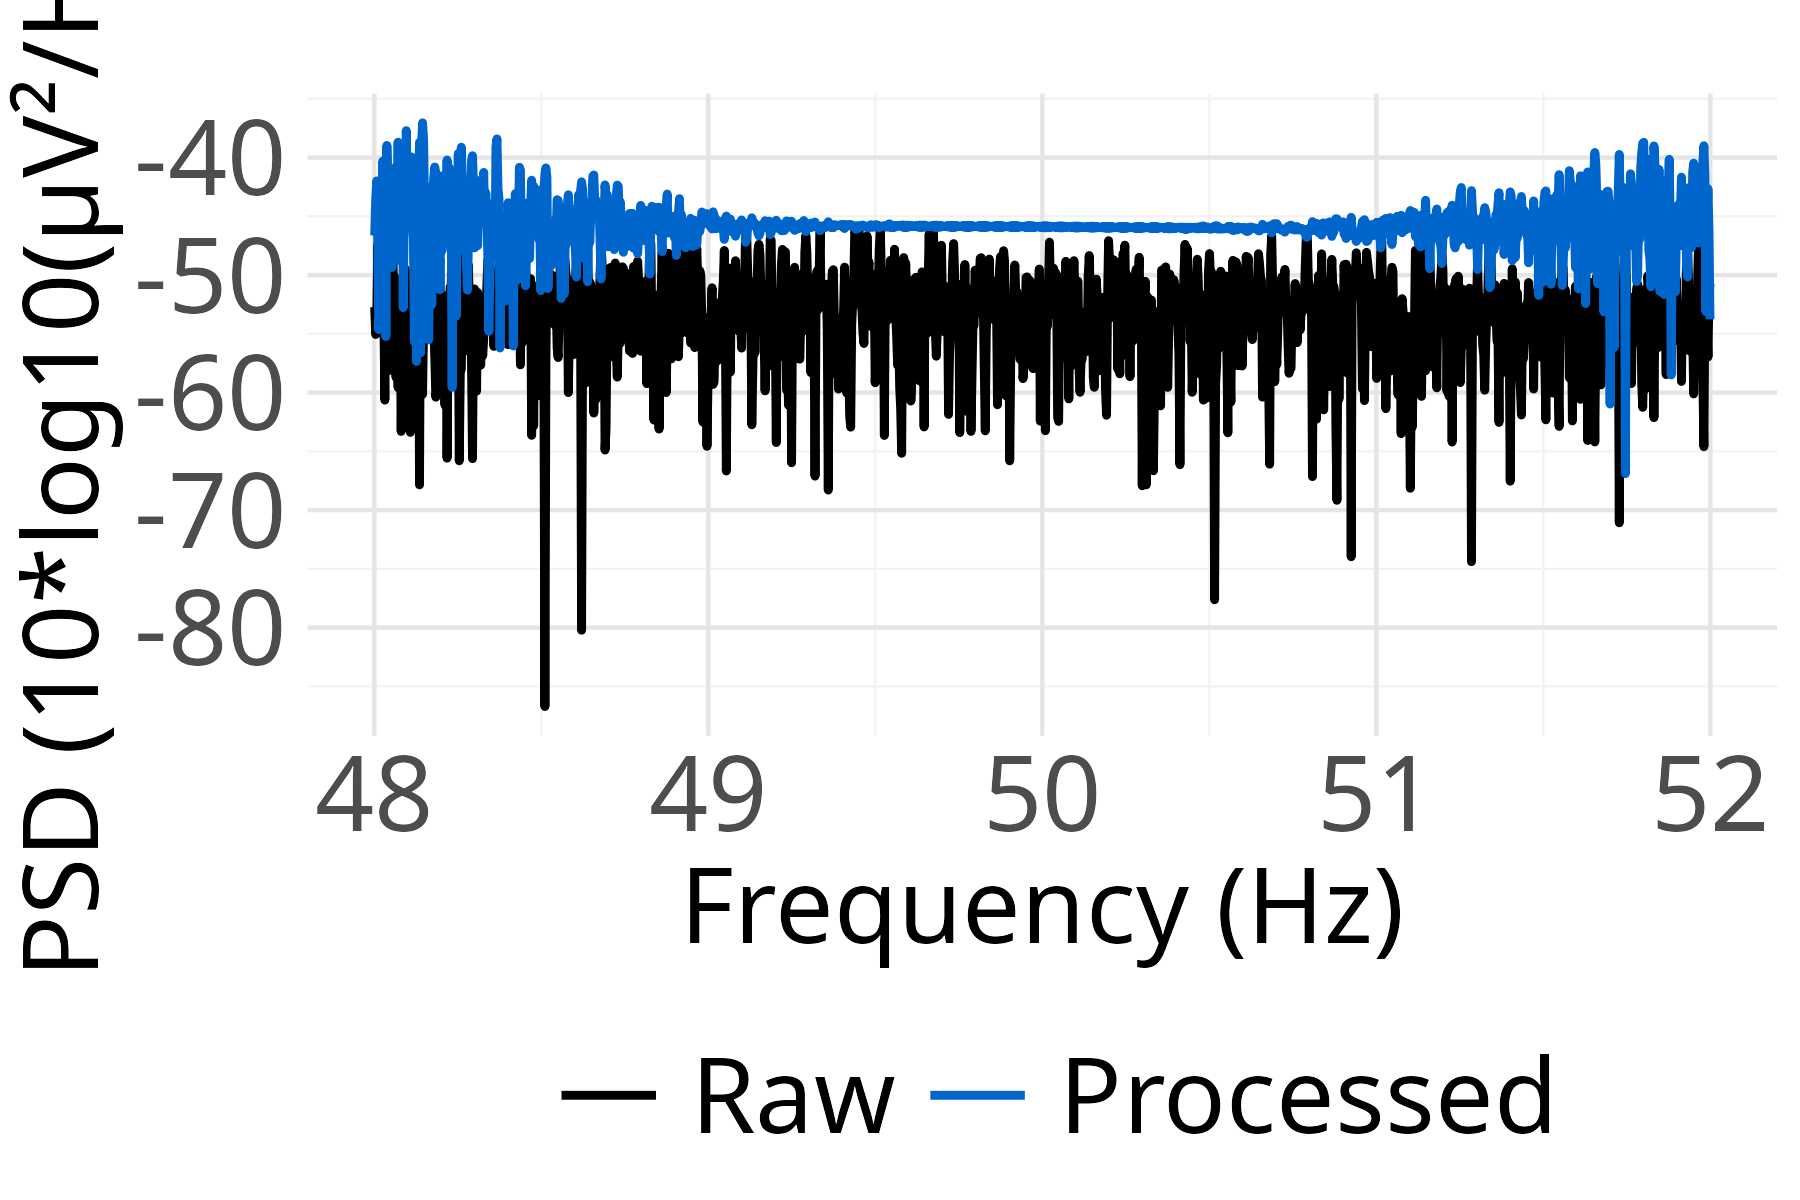 PSD (10*log10(μV²/H
-40
-50
-60
-70
-80
48 49 50 51 52
Frequency (Hz)
Raw Processed